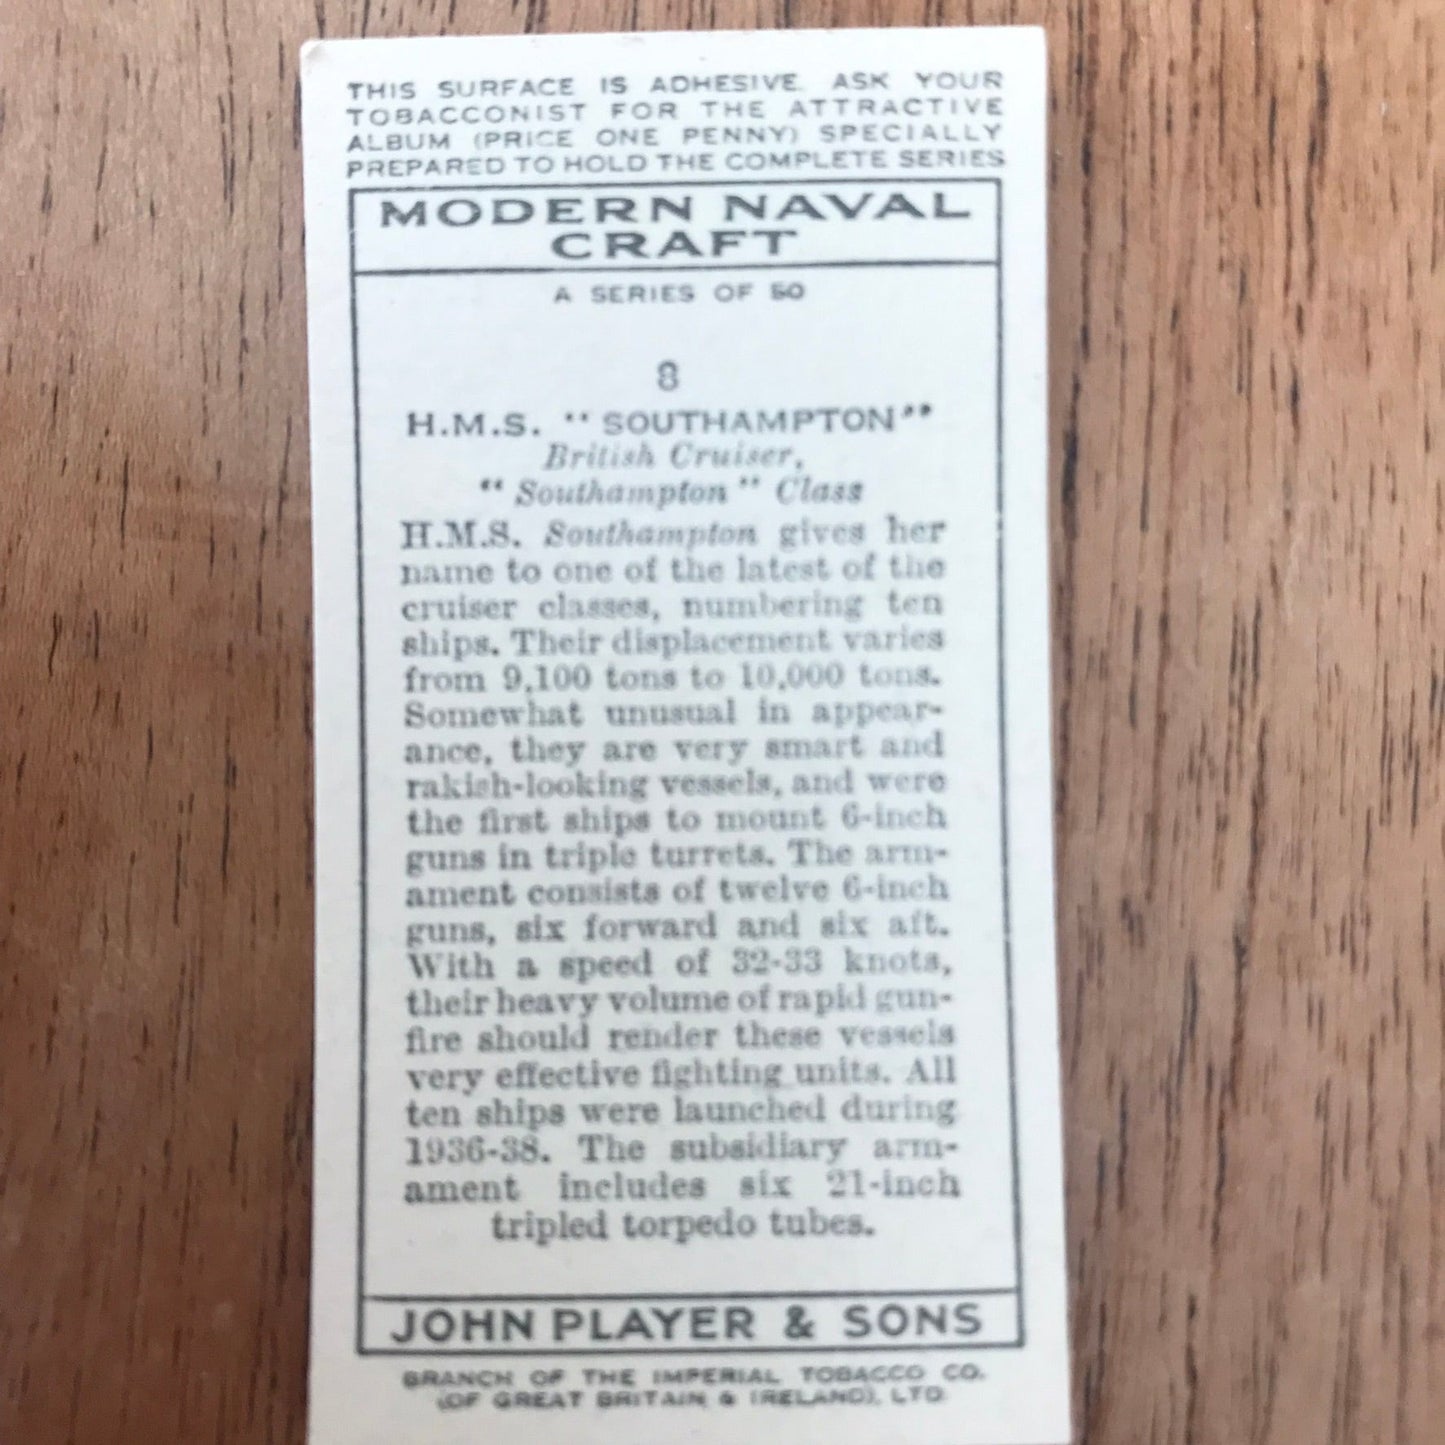 THIS SURFACE IS ADHESIVE. ASK YOUR
TOBACCONIST FOR THE ATTRACTIVE
ALBUM (PRICE ONE PENNY) SPECIALLY
PREPARED TO HOLD THE COMPLETE SERIES
MODERN NAVAL
CRAFT
A SERIES OF 50
8
H.M.S. "SOUTHAMPTON"
British Cruiser,
"Southampton" Class
H.M.S. Southampton gives her
name to one of the latest of the
cruiser classes, numbering ten
ships. Their displacement varies
from 9,100 tons to 10,000 tons.
Somewhat unusual in appear-
ance, they are very smart and
rakish-looking vessels, and were
the first ships to mount 6-inch
guns in triple turrets. The arm-
ament consists of twelve 6-inch
guns, six forward and six aft.
With a speed of 32-33 knots,
their heavy volume of rapid gun-
fire should render these vessels
very effective fighting units. All
ten ships were launched during
1936-38. The subsidiary arm-
ament includes six 21-inch
tripled torpedo tubes.
JOHN PLAYER & SONS
BRANCH OF THE IMPERIAL TOBACCO CO.
(OF GREAT BRITAIN & IRELAND), LTD.